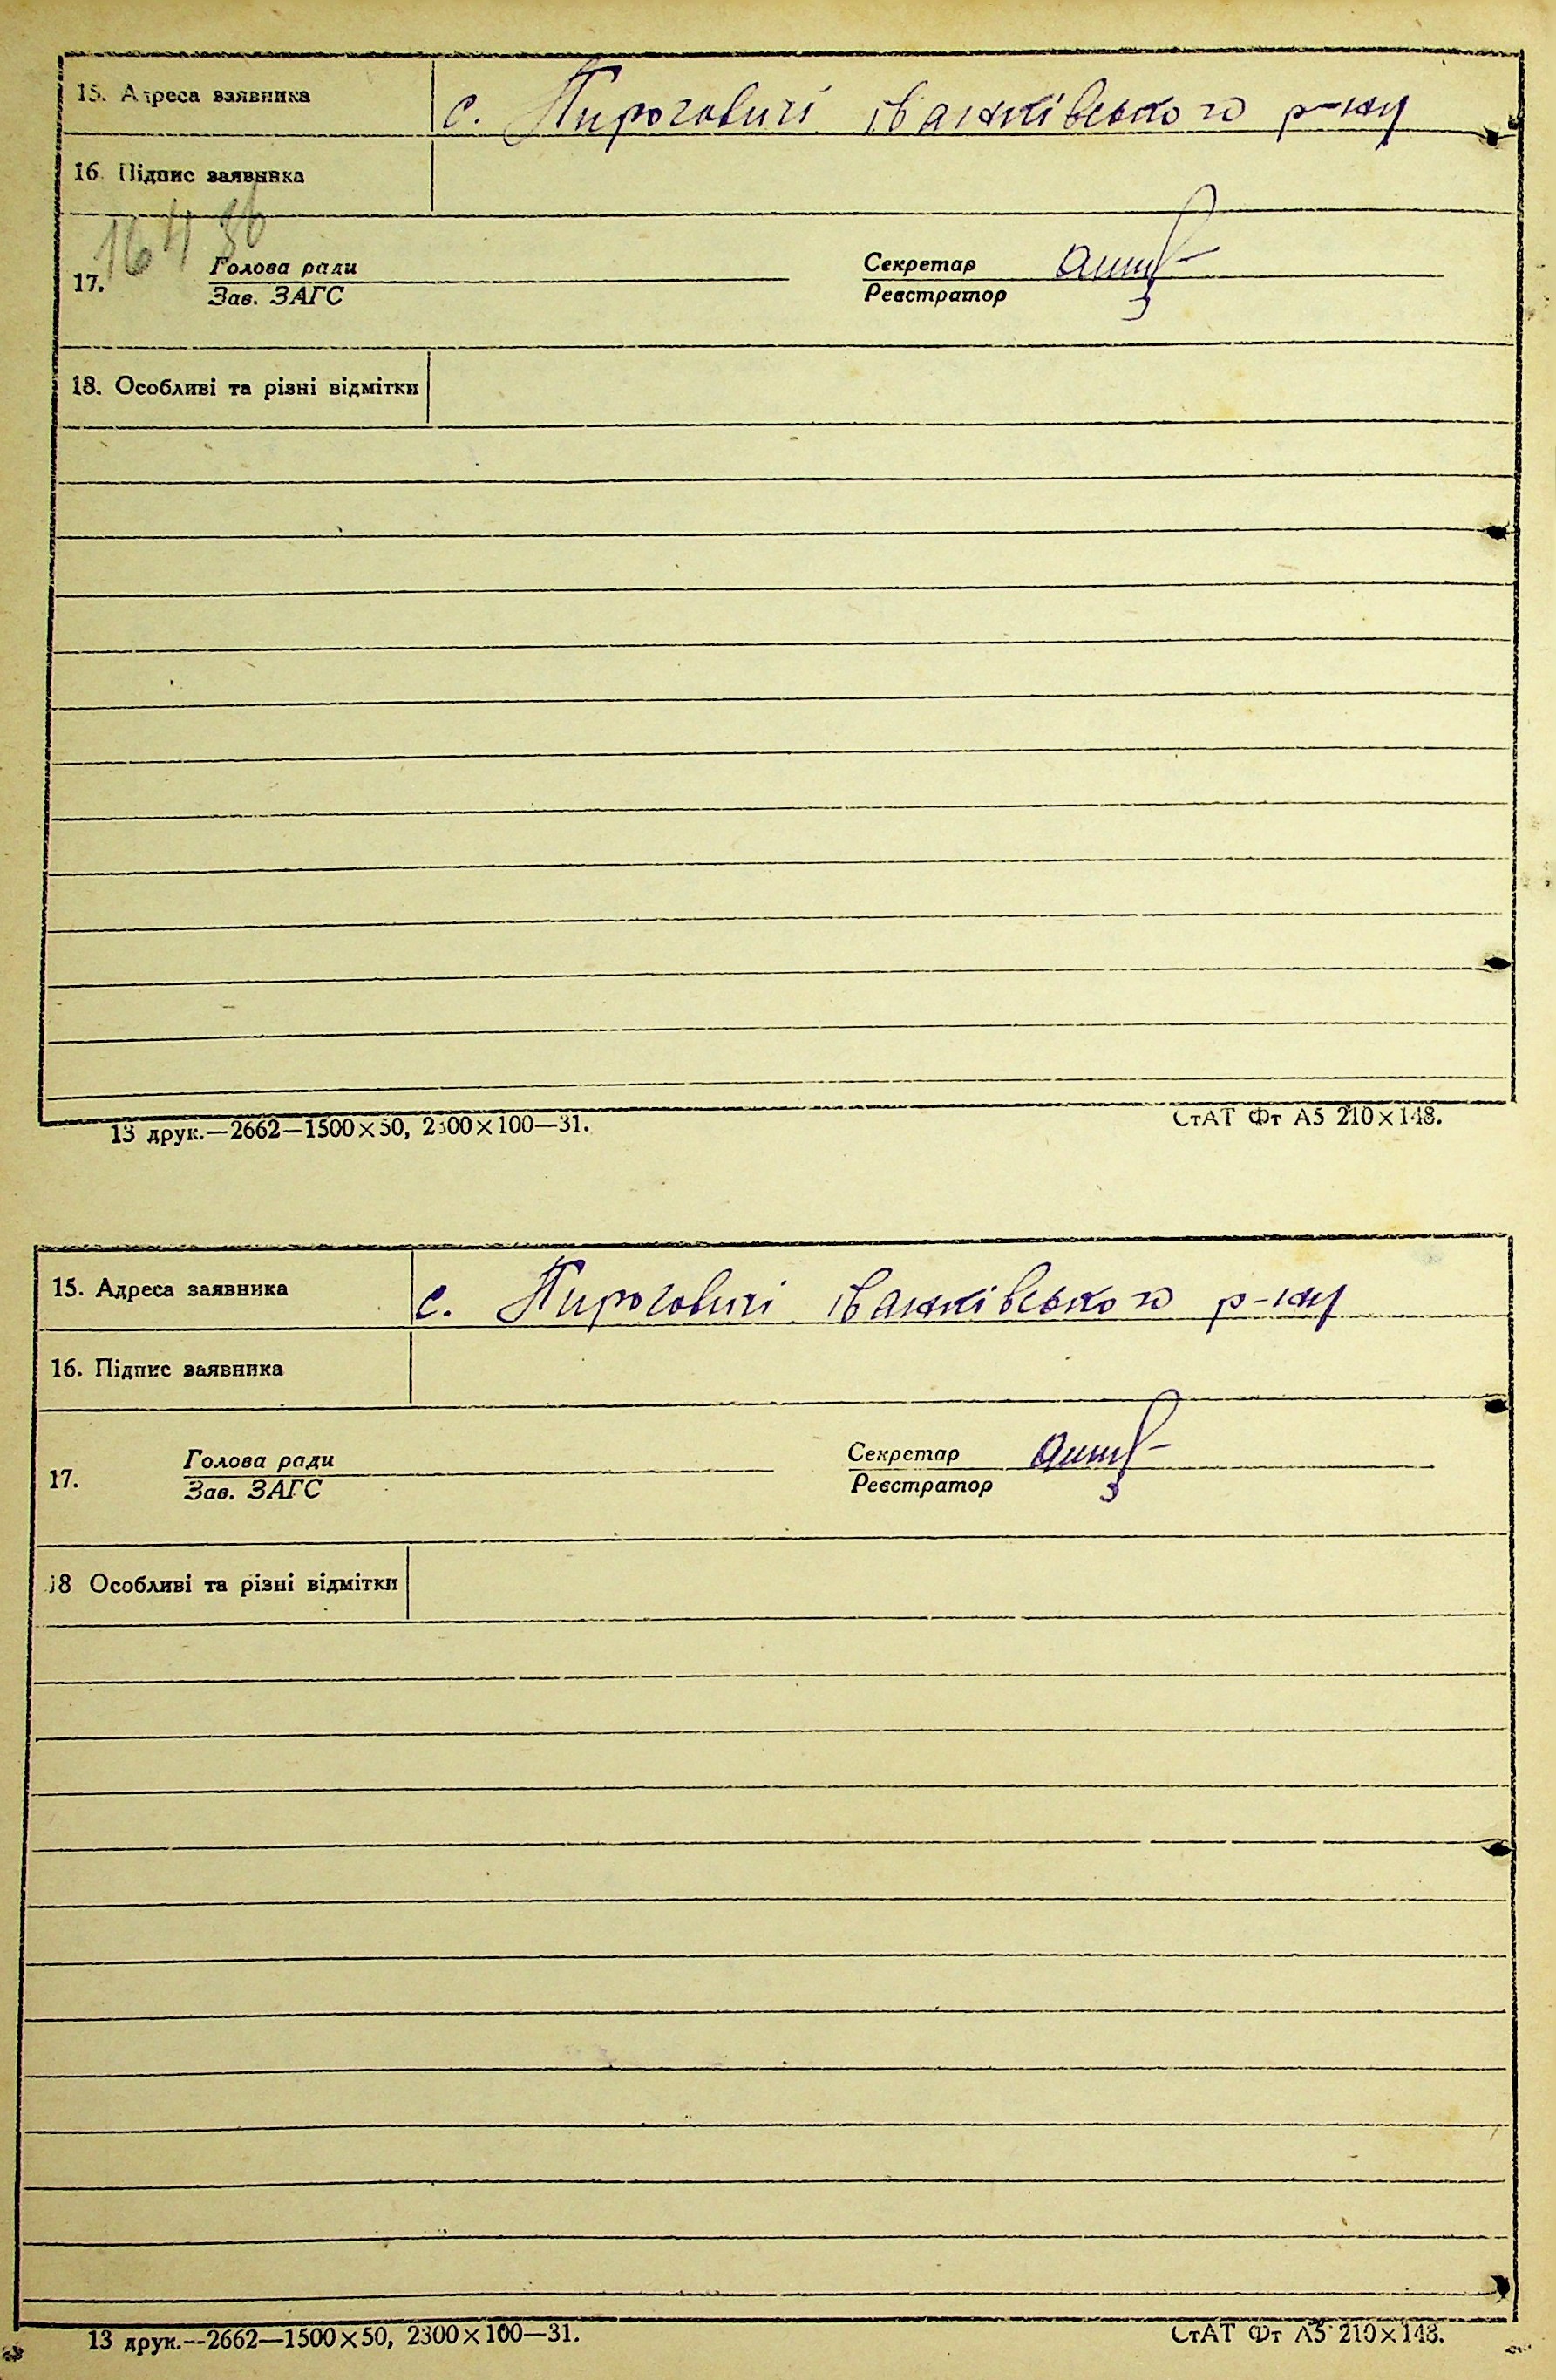 15. Адреса заявника с. Пироговичі іванківського р-ну
16. Підпис заявника
17. Голова ради Секретар
Зав. ЗАГС Реєстратор
18. Особливі та різні відмітки
13 друк.—2662—1500×50, 2300×100—31. СтАТ Фт А5 210×148.
15. Адреса заявника с. Пироговичі іванківського р-ну
16. Підпис заявника
17. Голова ради Секретар
Зав. ЗАГС Реєстратор
18 Особливі та різні відмітки
13 друк.—2662—1500×50, 2300×100—31. СтАТ Фт А5 210×148.